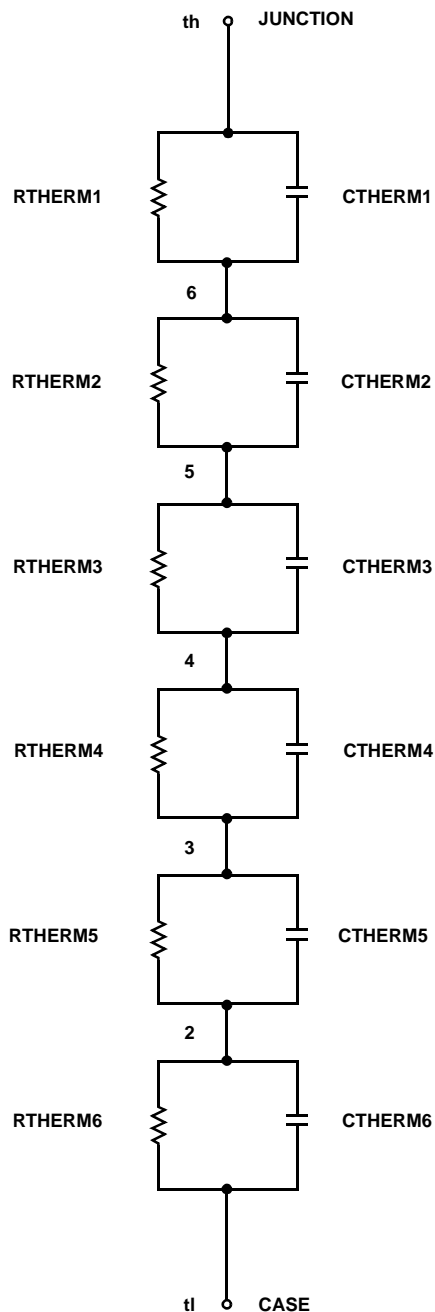 th JUNCTION
RTHERM1 CTHERM1
6
RTHERM2 CTHERM2
5
RTHERM3 CTHERM3
4
RTHERM4 CTHERM4
3
RTHERM5 CTHERM5
2
RTHERM6 CTHERM6
tl CASE